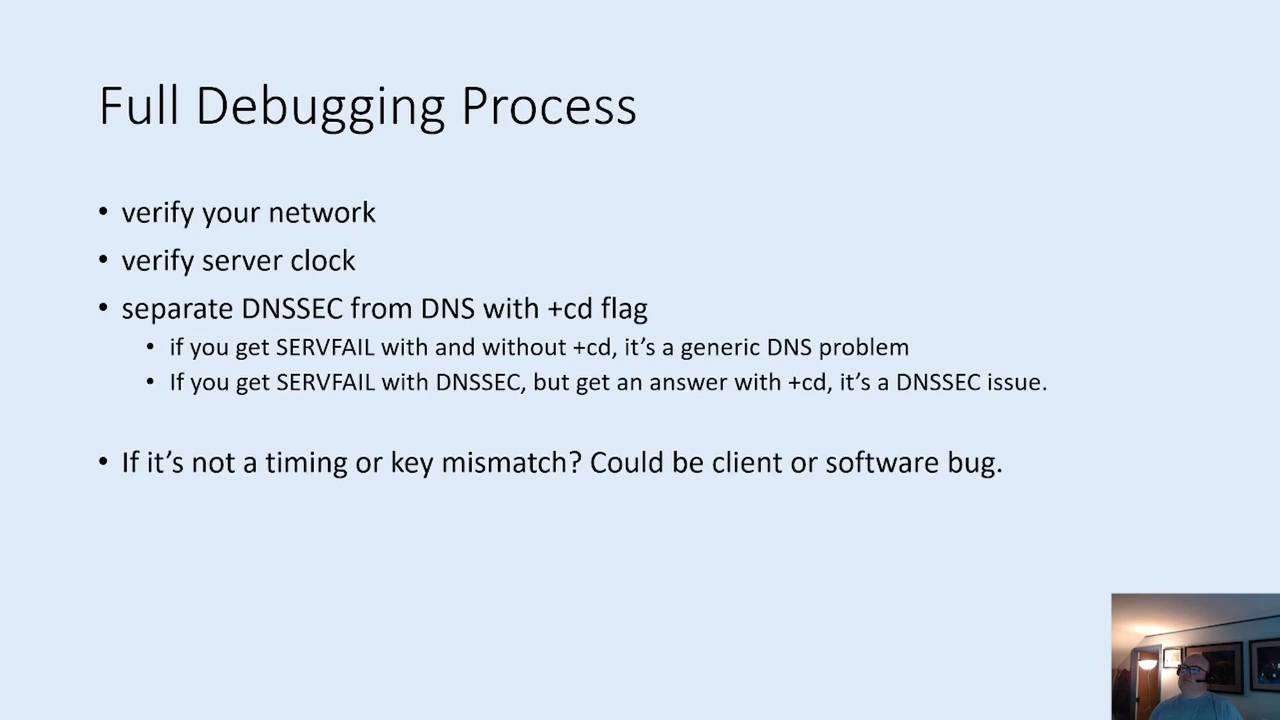 Full Debugging Process
• verify your network
• verify server clock
• separate DNSSEC from DNS with +cd flag
• if you get SERVFAIL with and without +cd, it’s a generic DNS problem
• If you get SERVFAIL with DNSSEC, but get an answer with +cd, it’s a DNSSEC issue.
• If it’s not a timing or key mismatch? Could be client or software bug.